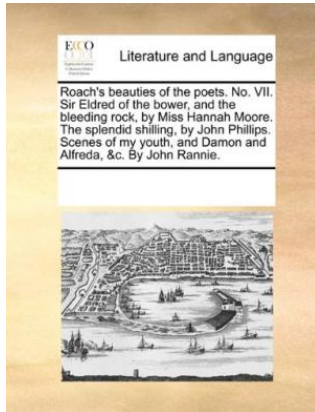 ECCO
Literature and Language
Roach's beauties of the poets. No. VII.
Sir Eldred of the bower, and the
bleeding rock, by Miss Hannah Moore.
The splendid shilling, by John Phillips.
Scenes of my youth, and Damon and
Alfreda, &c. By John Rannie.